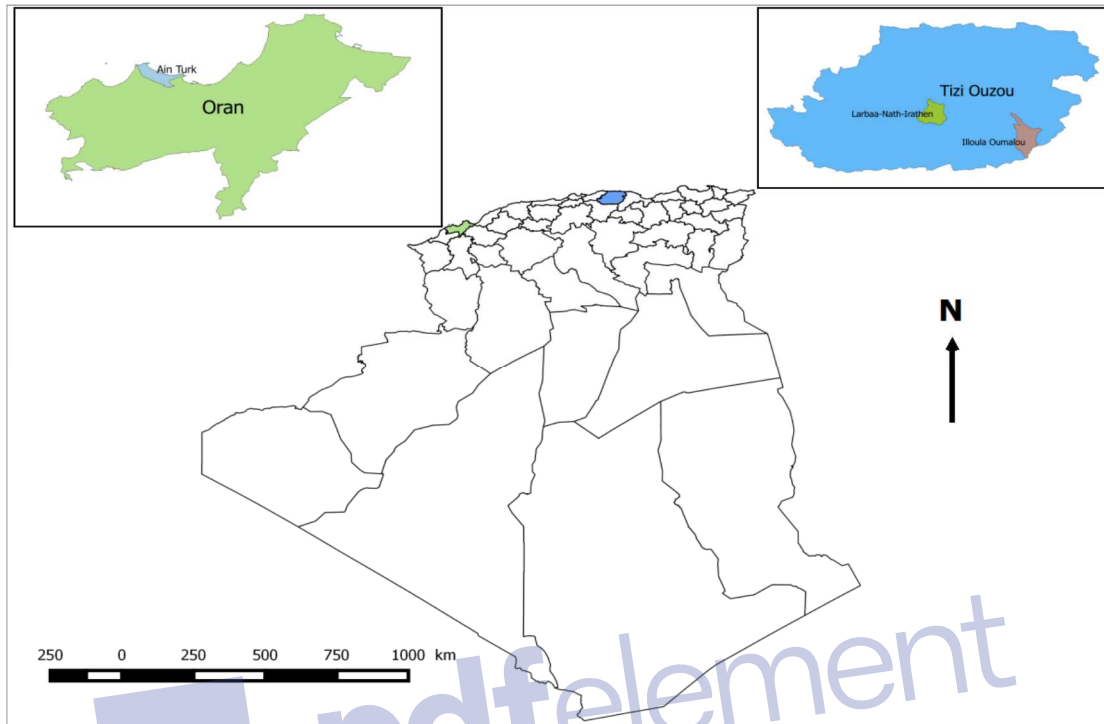 Ain Turk
Oran
Tizi Ouzou
Larbaa-Nath-Irathen
Illoula Oumalou
N
250 0 250 500 750 1000 km
pdfelement